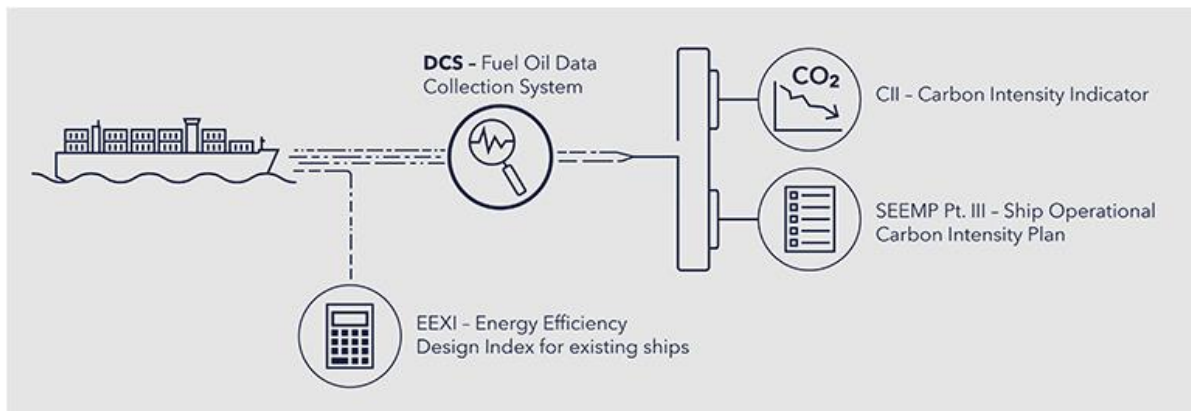 DCS – Fuel Oil Data
Collection System
CO₂
CII – Carbon Intensity Indicator
SEEMP Pt. III – Ship Operational
Carbon Intensity Plan
EEXI – Energy Efficiency
Design Index for existing ships